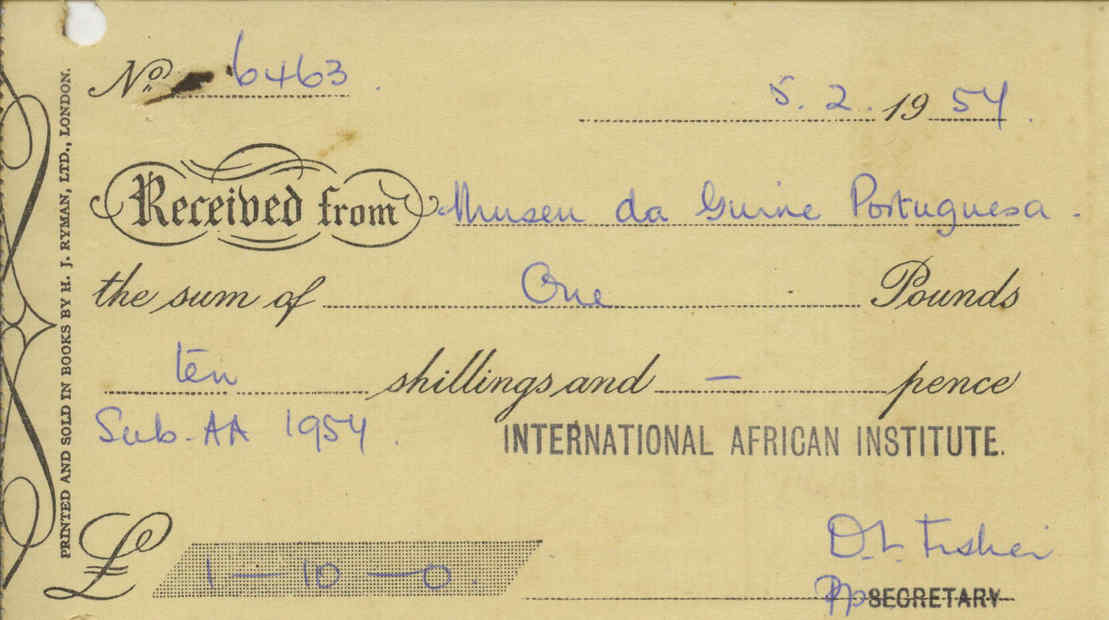 No. 6463.
5. 2. 1954.
Received from Museu da Guine Portuguesa.
the sum of One Pounds
ten shillings and — pence
Sub. AA 1954.
INTERNATIONAL AFRICAN INSTITUTE.
£ 1 — 10 — 0.
D.L. Fisher
pp SECRETARY
PRINTED AND SOLD IN BOOKS BY H. J. RYMAN, LTD., LONDON.